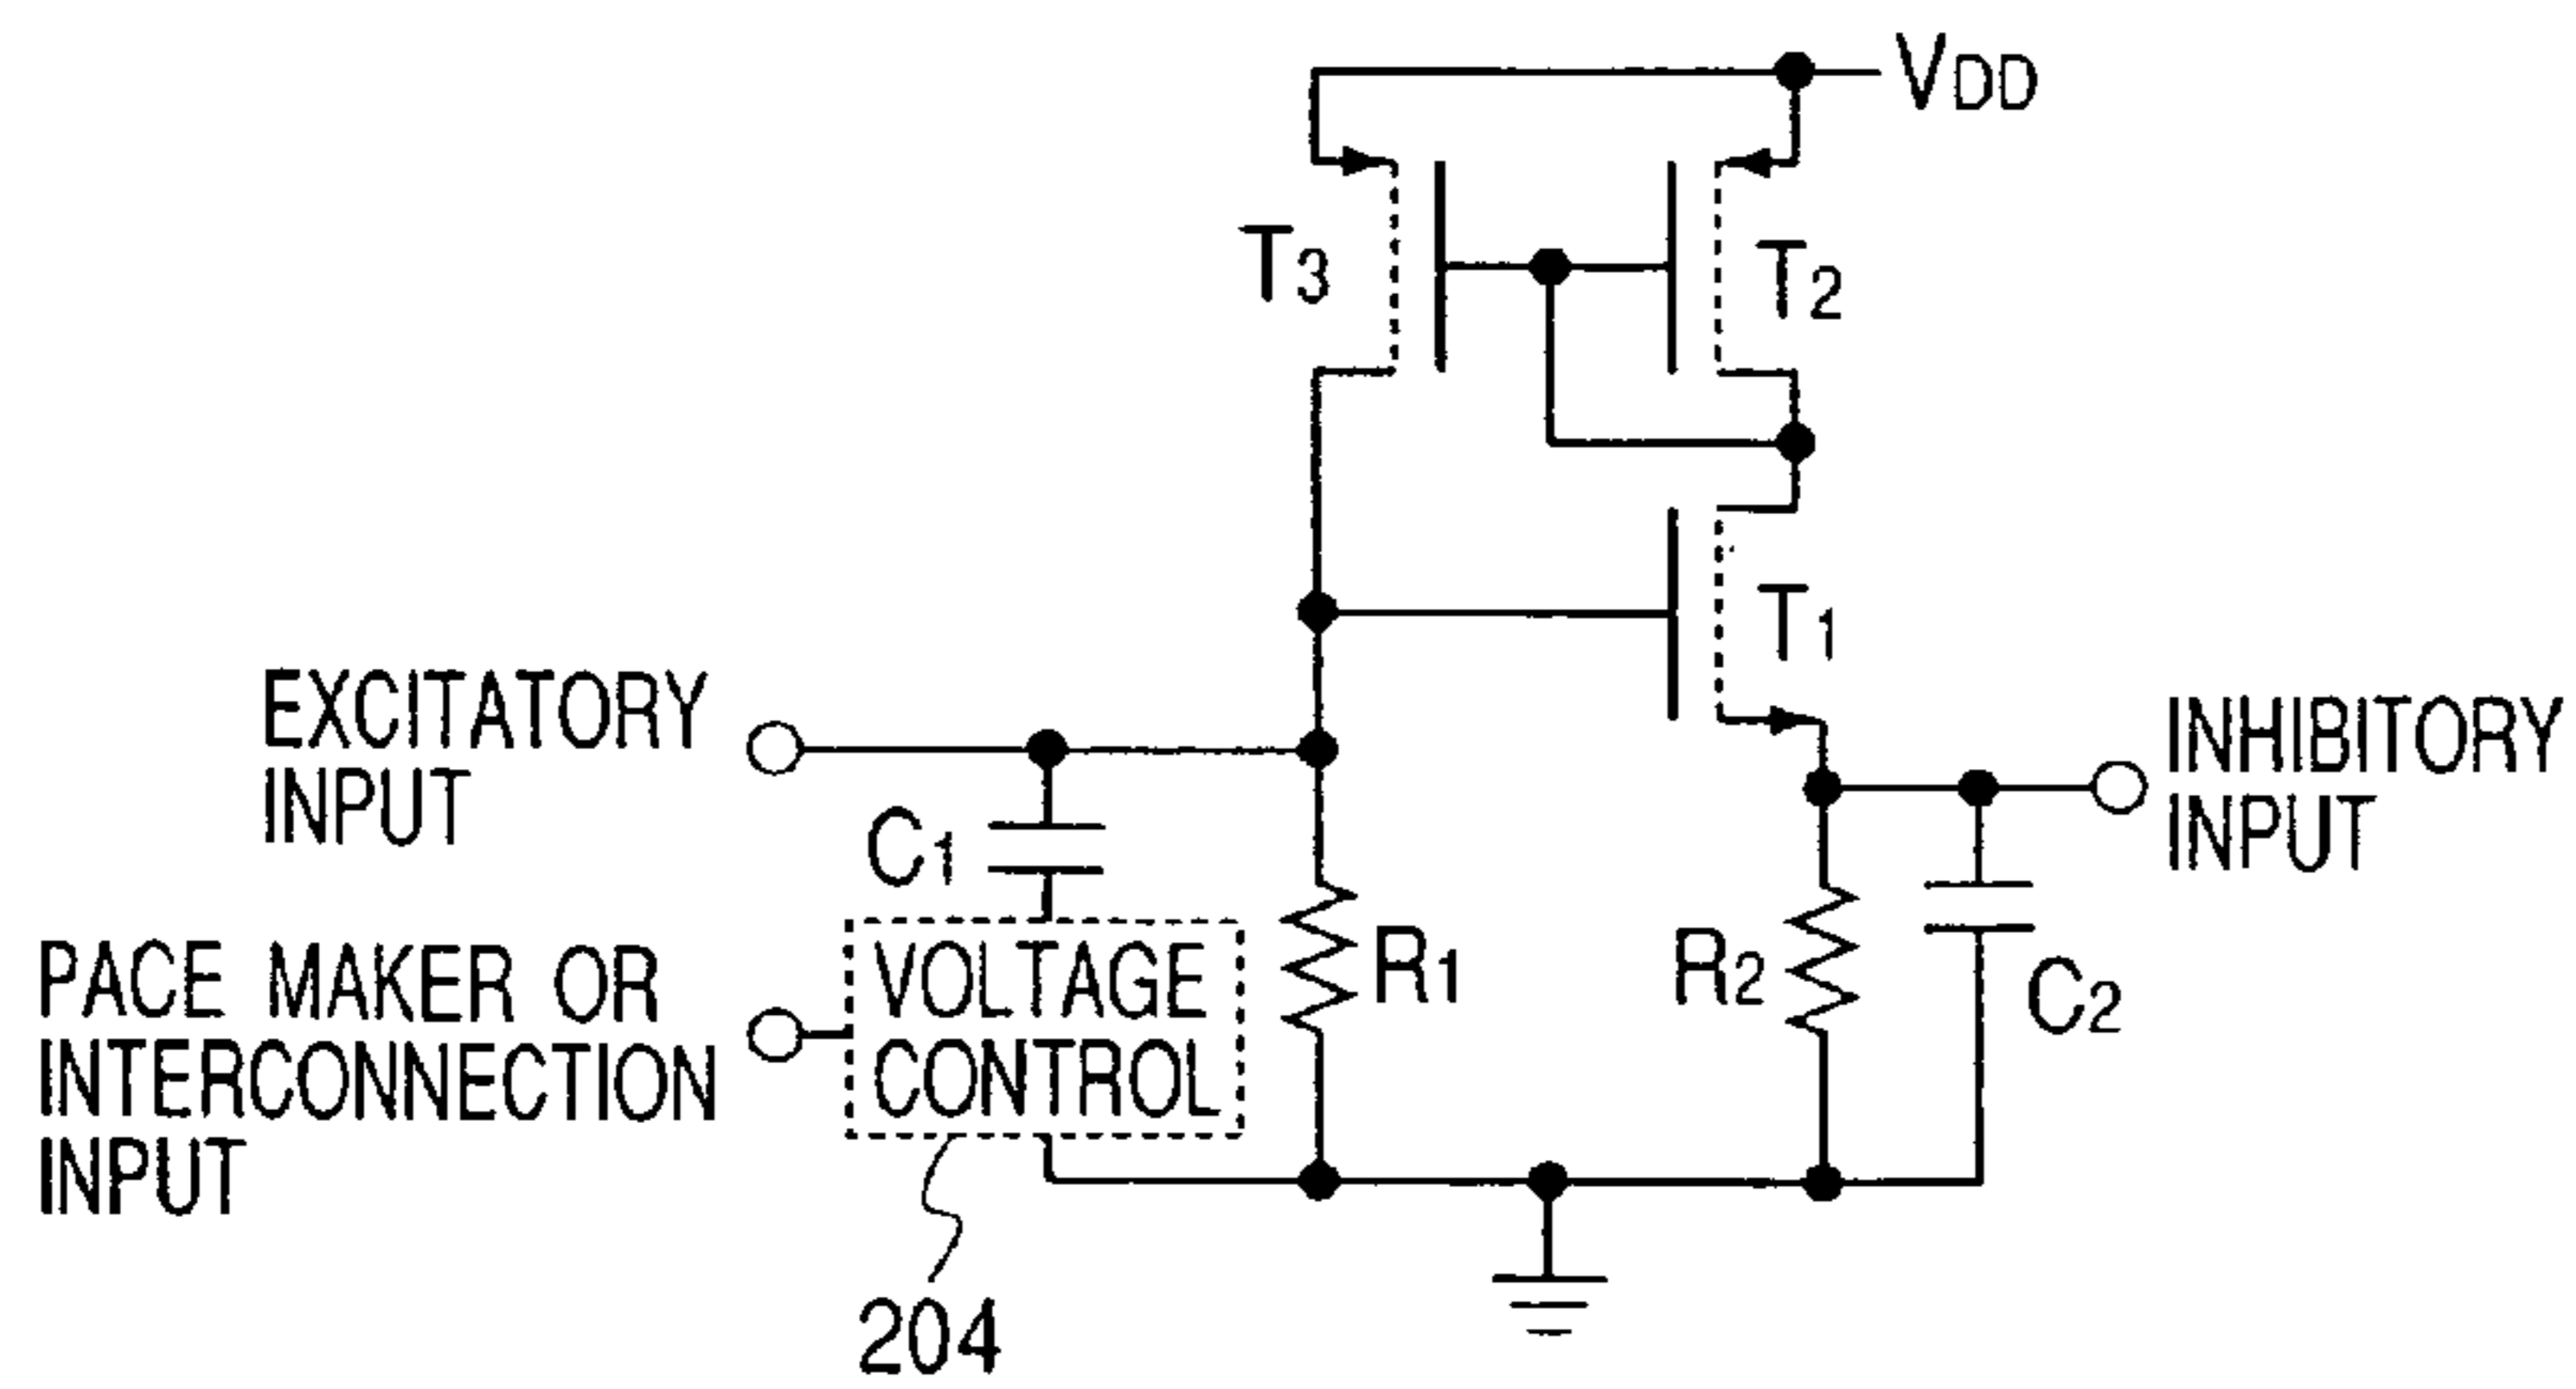 VDD
T3
T2
T1
EXCITATORY
INPUT
INHIBITORY
INPUT
C1
PACE MAKER OR
INTERCONNECTION
INPUT
VOLTAGE
CONTROL
R1
R2
C2
204